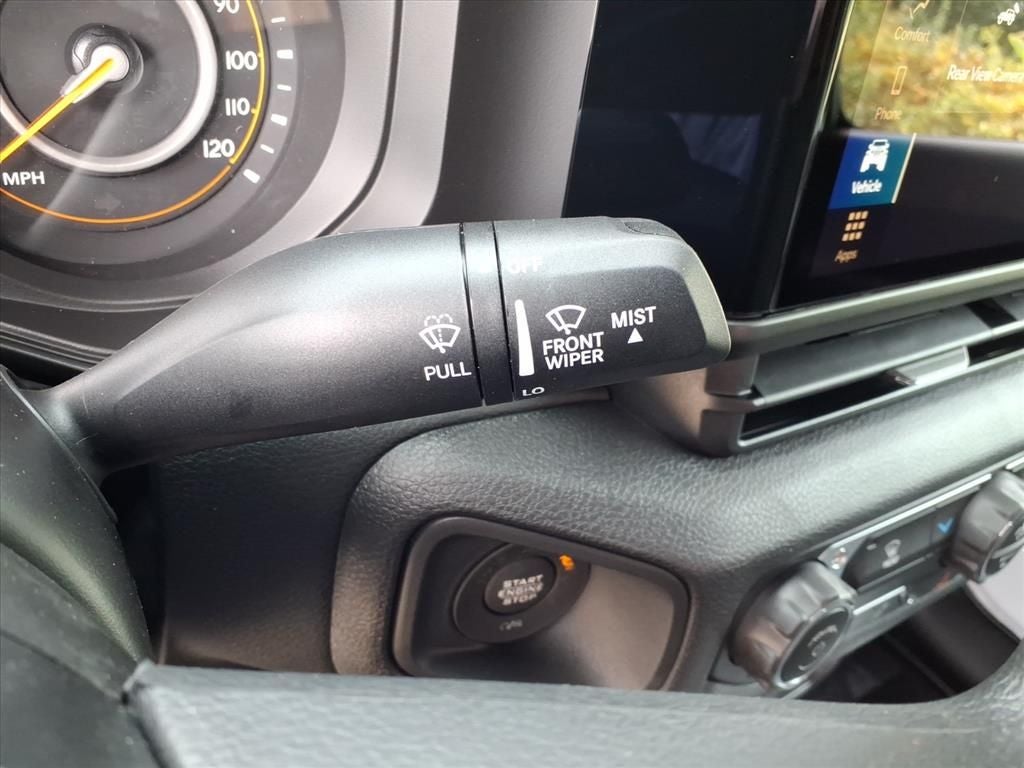 90
100
110
120
MPH
Comfort
Rear View Camera
Phone
Vehicle
Apps
OFF
PULL
FRONT
WIPER
MIST
LO
START
ENGINE
STOP